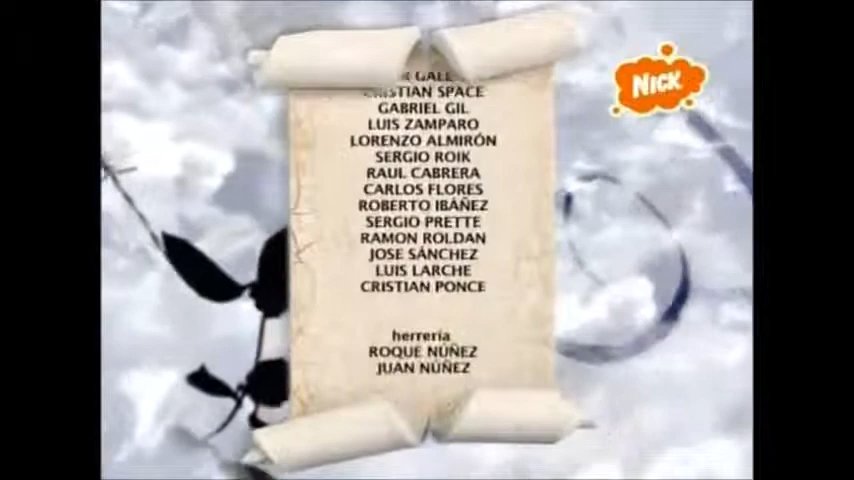 CRISTIAN SPACE
GABRIEL GIL
LUIS ZAMPARO
LORENZO ALMIRÓN
SERGIO ROIK
RAUL CABRERA
CARLOS FLORES
ROBERTO IBÁÑEZ
SERGIO PRETTE
RAMON ROLDAN
JOSE SÁNCHEZ
LUIS LARCHE
CRISTIAN PONCE
herrería
ROQUE NÚÑEZ
JUAN NÚÑEZ
NICK